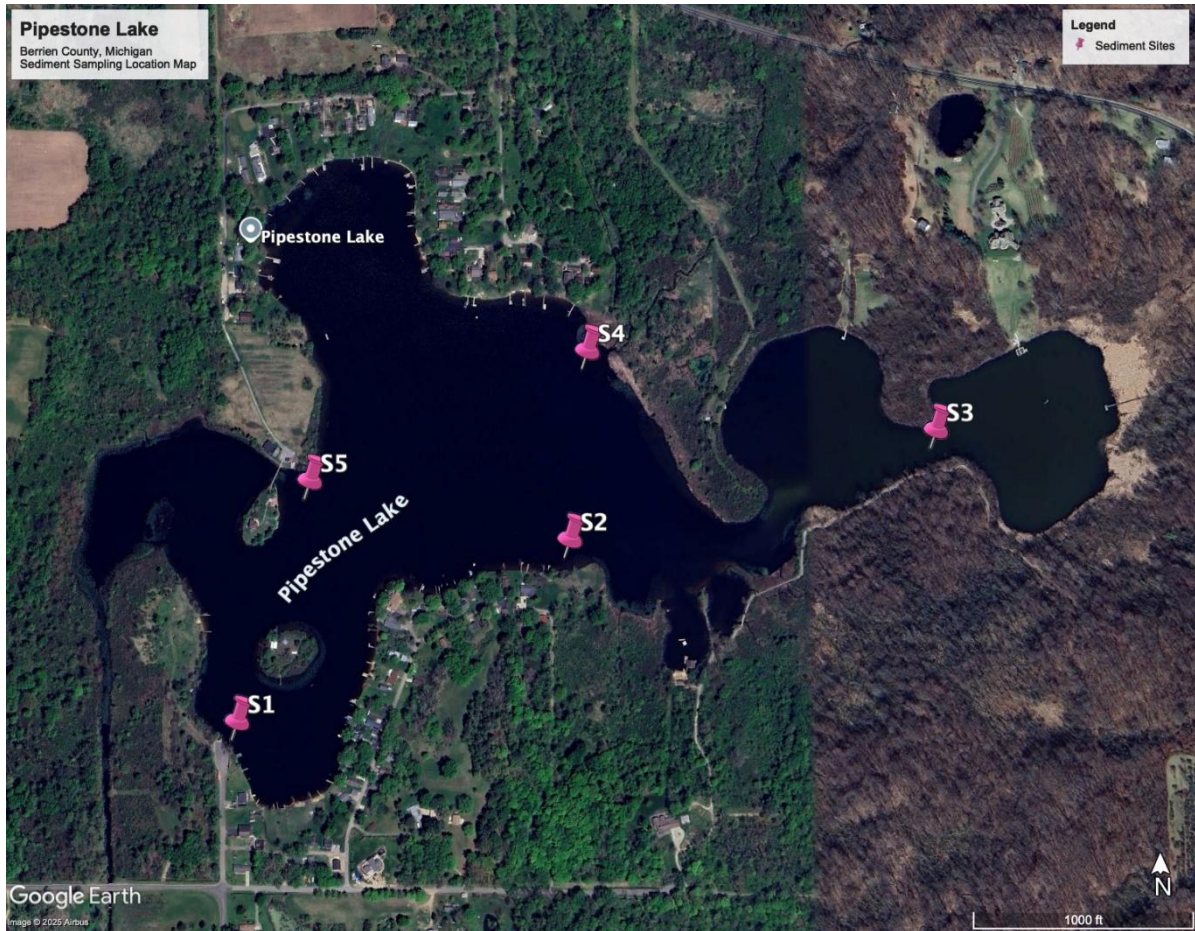 Pipestone Lake
Berrien County, Michigan
Sediment Sampling Location Map
Legend
Sediment Sites
Pipestone Lake
S4
S3
S5
Pipestone Lake
S2
S1
Google Earth
Image © 2025 Airbus
N
1000 ft